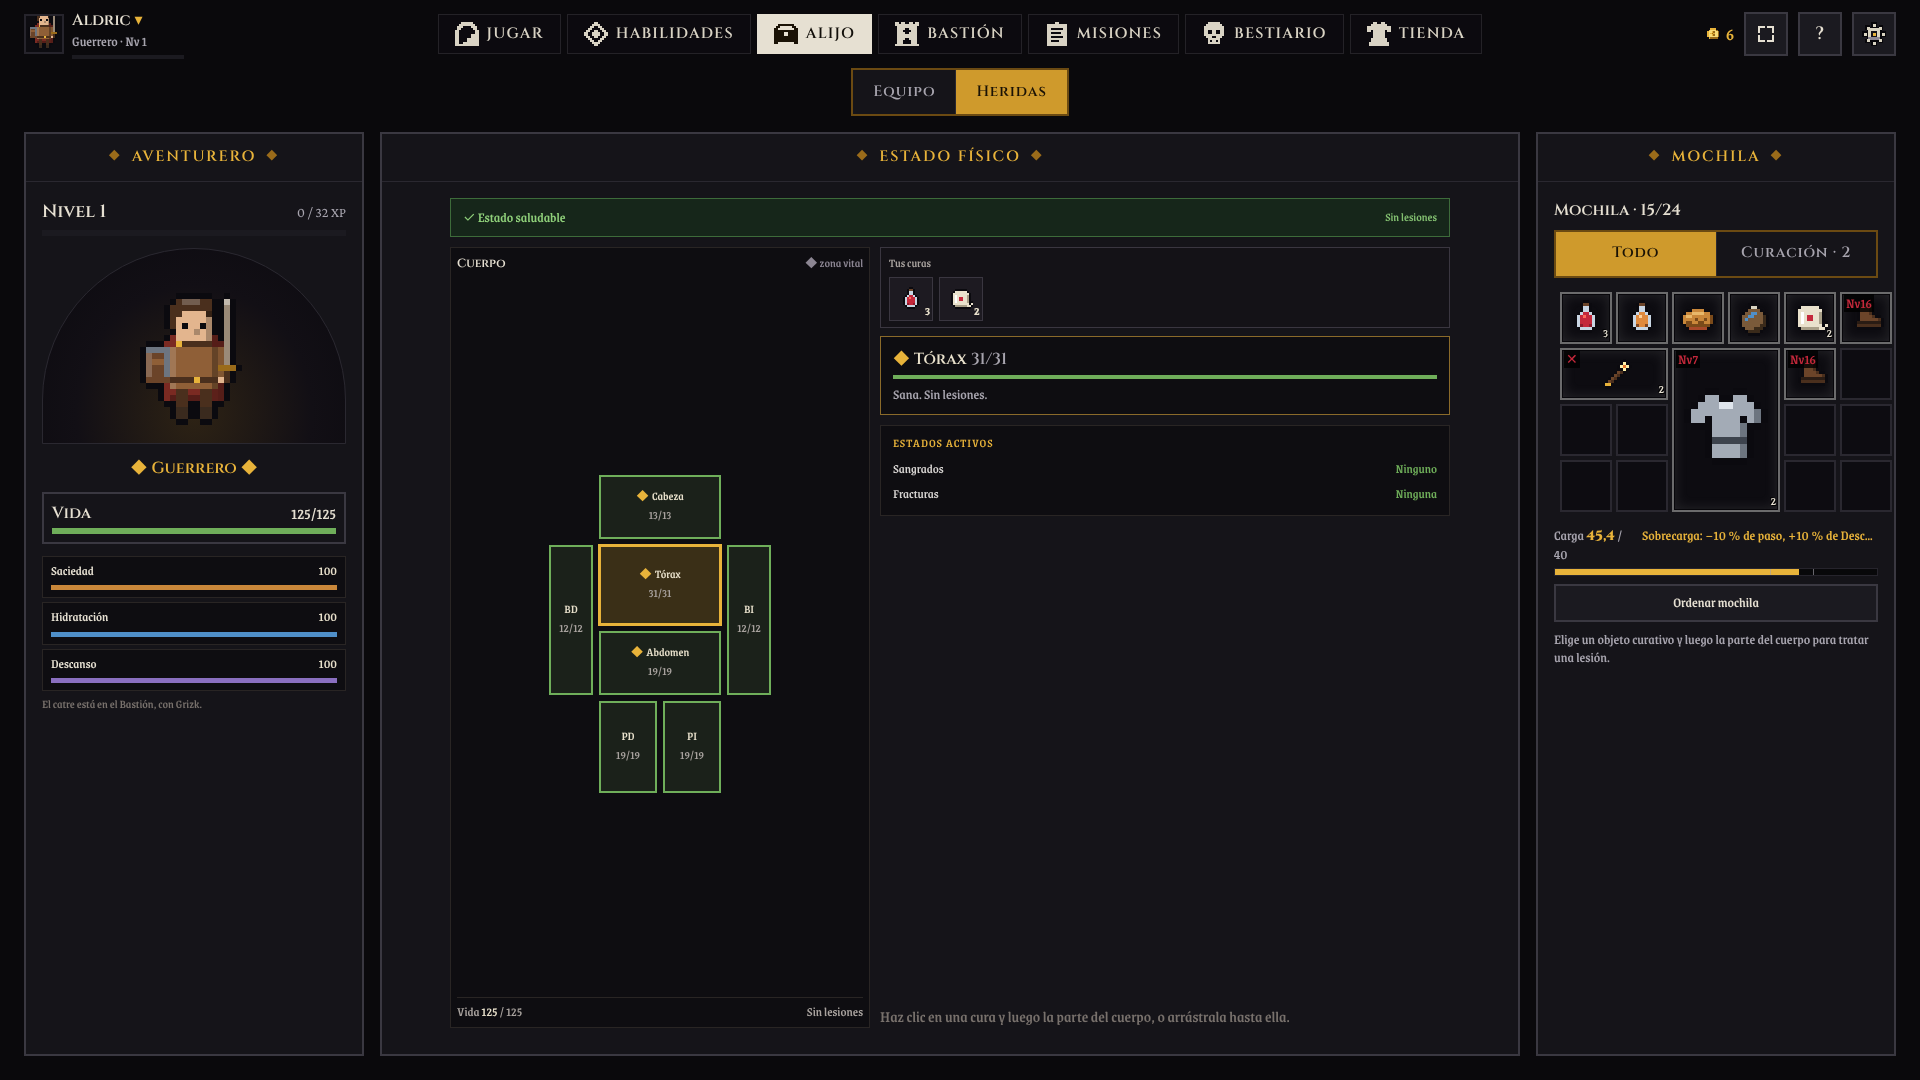 Aldric ▾
Guerrero · Nv 1
Jugar
Habilidades
Alijo
Bastión
Misiones
Bestiario
Tienda
6
?
Equipo
Heridas
Aventurero
Nivel 1
0 / 32 XP
Guerrero
Vida
125/125
Saciedad
100
Hidratación
100
Descanso
100
El catre está en el Bastión, con Grizk.
Estado físico
✓ Estado saludable
Sin lesiones
Cuerpo
◆ zona vital
◆ Cabeza
13/13
◆ Tórax
31/31
BD
12/12
BI
12/12
◆ Abdomen
19/19
PD
19/19
PI
19/19
Vida 125 / 125
Sin lesiones
Tus curas
3
2
◆ Tórax 31/31
Sana. Sin lesiones.
ESTADOS ACTIVOS
Sangrados
Ninguno
Fracturas
Ninguna
Haz clic en una cura y luego la parte del cuerpo, o arrástrala hasta ella.
Mochila
Mochila · 15/24
Todo
Curación · 2
3
2
Nv16
✕
2
Nv7
2
Nv16
Carga 45,4 /
40
Sobrecarga: −10 % de paso, +10 % de Desc…
Ordenar mochila
Elige un objeto curativo y luego la parte del cuerpo para tratar
una lesión.